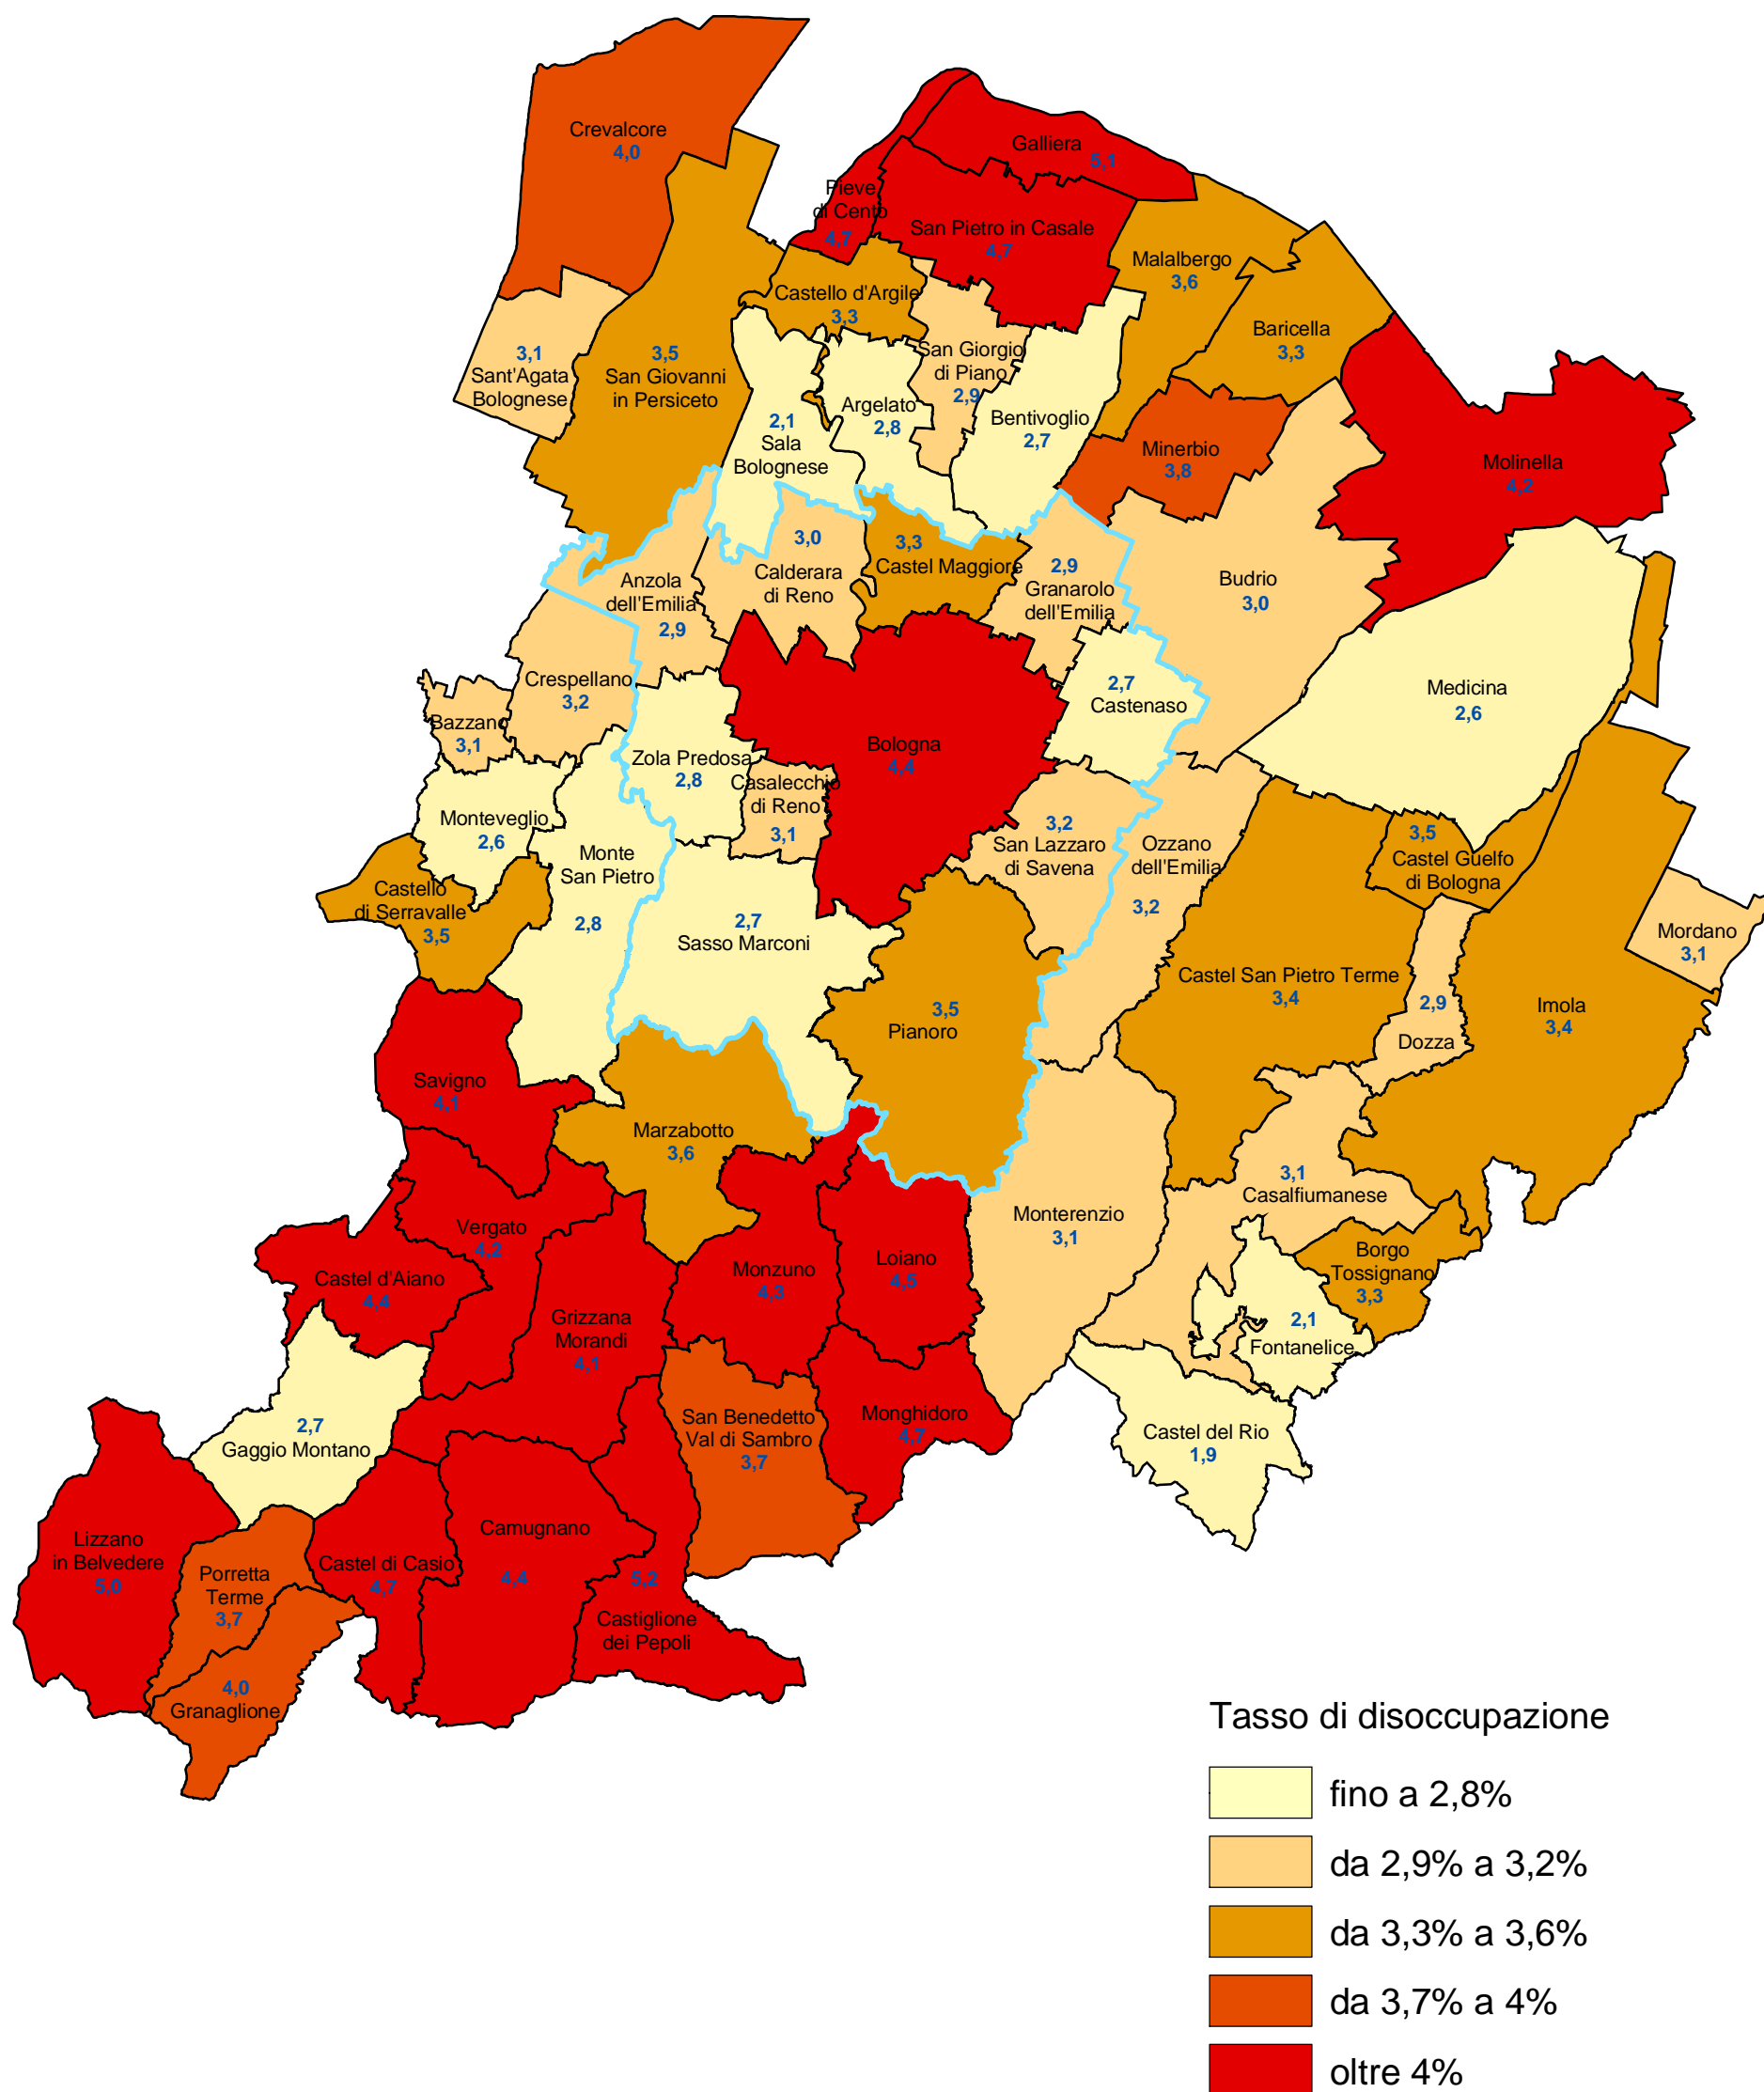 Crevalcore
4,0
Galliera
5,1
Pieve
di Cento
4,7
San Pietro in Casale
4,7
Malalbergo
3,6
Castello d'Argile
3,3
Baricella
3,3
3,1
Sant'Agata
Bolognese
3,5
San Giovanni
in Persiceto
San Giorgio
di Piano
2,9
2,1
Sala
Bolognese
Argelato
2,8
Bentivoglio
2,7
Minerbio
3,8
Molinella
4,2
3,0
Calderara
di Reno
3,3
Castel Maggiore
2,9
Granarolo
dell'Emilia
Anzola
dell'Emilia
2,9
Budrio
3,0
Crespellano
3,2
2,7
Castenaso
Medicina
2,6
Bazzano
3,1
Bologna
4,4
Zola Predosa
2,8
Casalecchio
di Reno
3,1
Monteveglio
2,6
3,2
San Lazzaro
di Savena
Ozzano
dell'Emilia
3,2
3,5
Castel Guelfo
di Bologna
Monte
San Pietro
2,8
Castello
di Serravalle
3,5
2,7
Sasso Marconi
Mordano
3,1
Castel San Pietro Terme
3,4
2,9
Dozza
Imola
3,4
3,5
Pianoro
Savigno
4,1
Marzabotto
3,6
3,1
Casalfiumanese
Vergato
4,2
Monterenzio
3,1
Castel d'Aiano
4,4
Monzuno
4,3
Loiano
4,5
Borgo
Tossignano
3,3
Grizzana
Morandi
4,1
2,1
Fontanelice
2,7
Gaggio Montano
San Benedetto
Val di Sambro
3,7
Monghidoro
4,7
Castel del Rio
1,9
Lizzano
in Belvedere
5,0
Porretta
Terme
3,7
Castel di Casio
4,7
Camugnano
4,4
5,2
Castiglione
dei Pepoli
4,0
Granaglione
Tasso di disoccupazione
fino a 2,8%
da 2,9% a 3,2%
da 3,3% a 3,6%
da 3,7% a 4%
oltre 4%